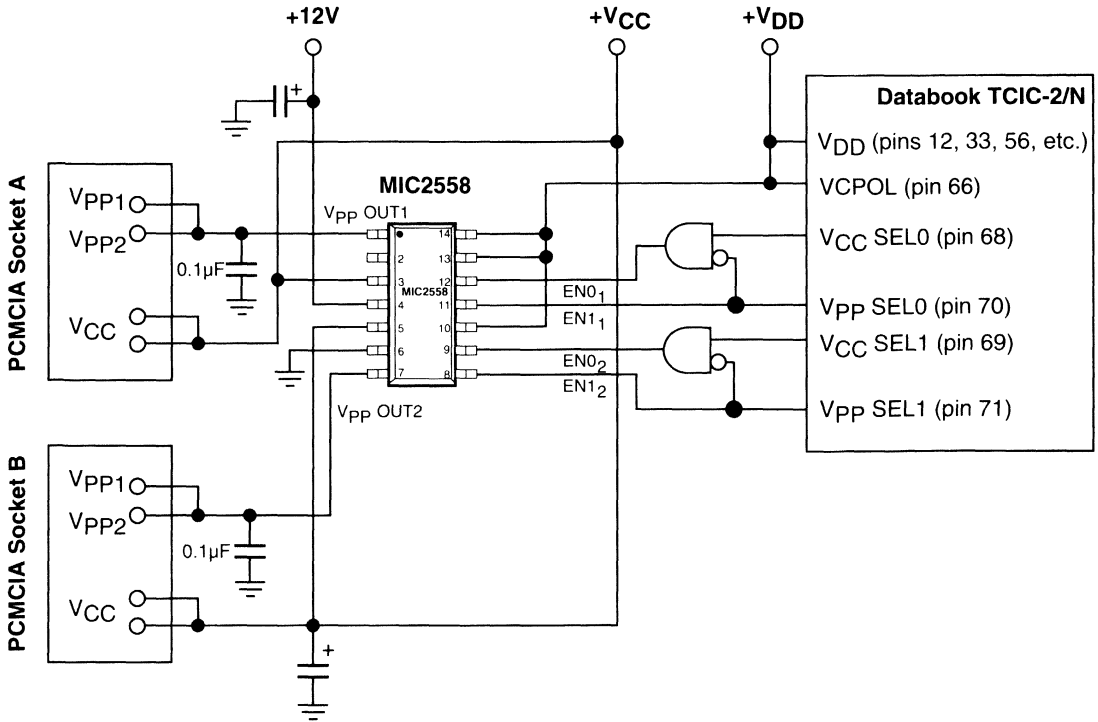 +12V
+VCC
+VDD
+
Databook TCIC-2/N
VDD (pins 12, 33, 56, etc.)
VCPOL (pin 66)
VCC SEL0 (pin 68)
VPP SEL0 (pin 70)
VCC SEL1 (pin 69)
VPP SEL1 (pin 71)
PCMCIA Socket A
VPP1
VPP2
0.1µF
VCC
MIC2558
VPP OUT1
14
2
13
3
12
MIC2558
4
11
5
10
6
9
7
8
EN01
EN11
EN02
EN12
VPP OUT2
PCMCIA Socket B
VPP1
VPP2
0.1µF
VCC
+